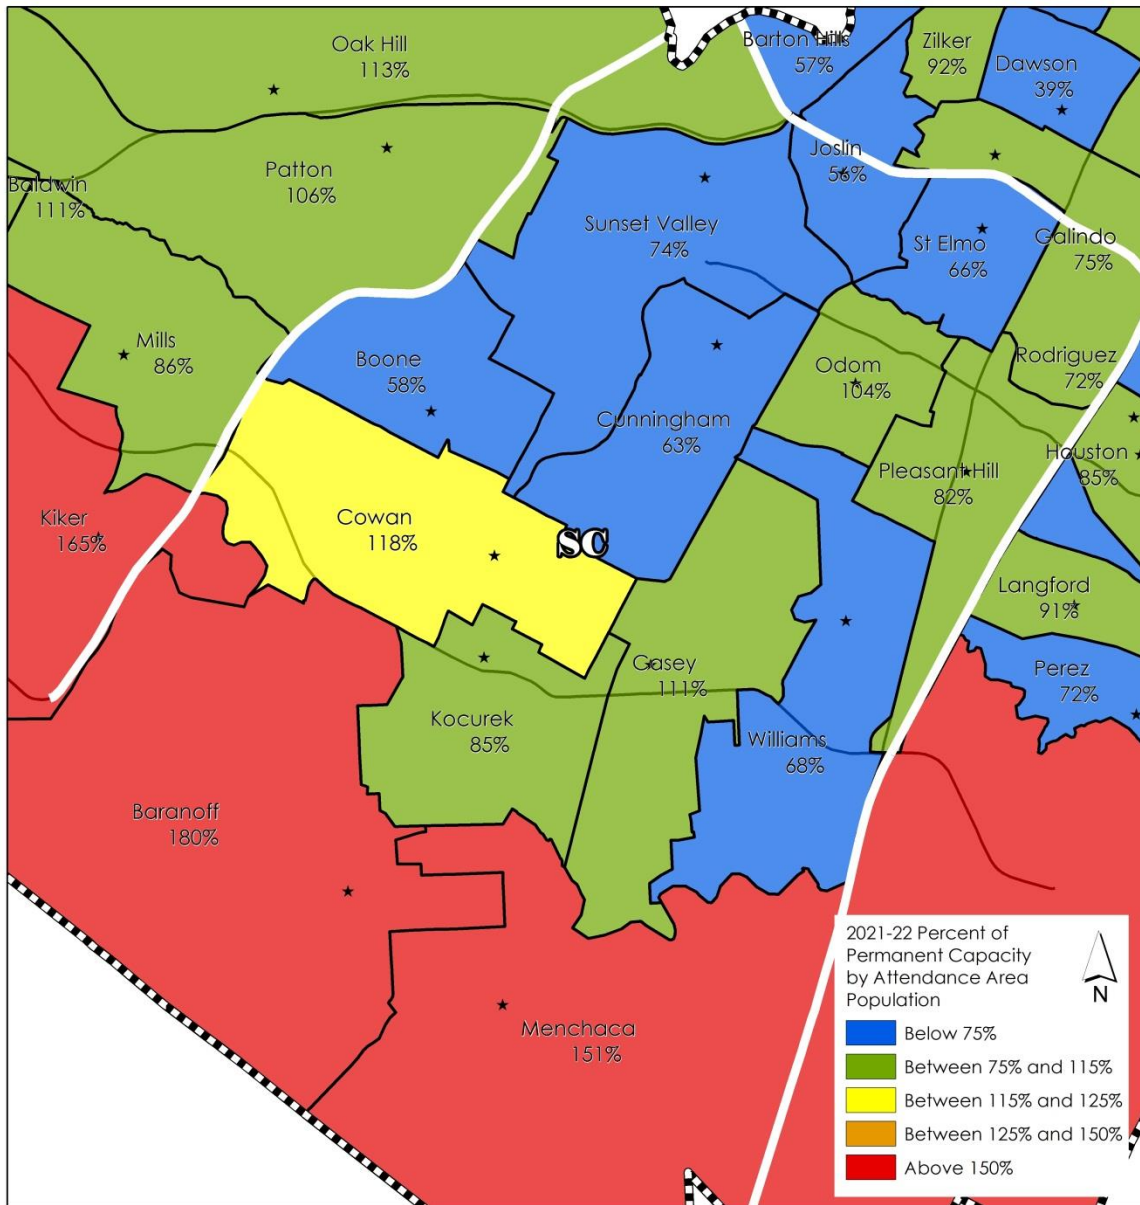 Oak Hill
113%
Barton Hills
57%
Zilker
92%
Dawson
39%
Patton
106%
Joslin
56%
Baldwin
111%
Sunset Valley
74%
St Elmo
66%
Galindo
75%
Mills
86%
Boone
58%
Odom
104%
Rodriguez
72%
Cunningham
63%
Pleasant Hill
82%
Houston
85%
Kiker
165%
Cowan
118%
SC
Langford
91%
Casey
111%
Perez
72%
Kocurek
85%
Williams
68%
Baranoff
180%
Menchaca
151%
2021-22 Percent of
Permanent Capacity
by Attendance Area
Population
N
Below 75%
Between 75% and 115%
Between 115% and 125%
Between 125% and 150%
Above 150%